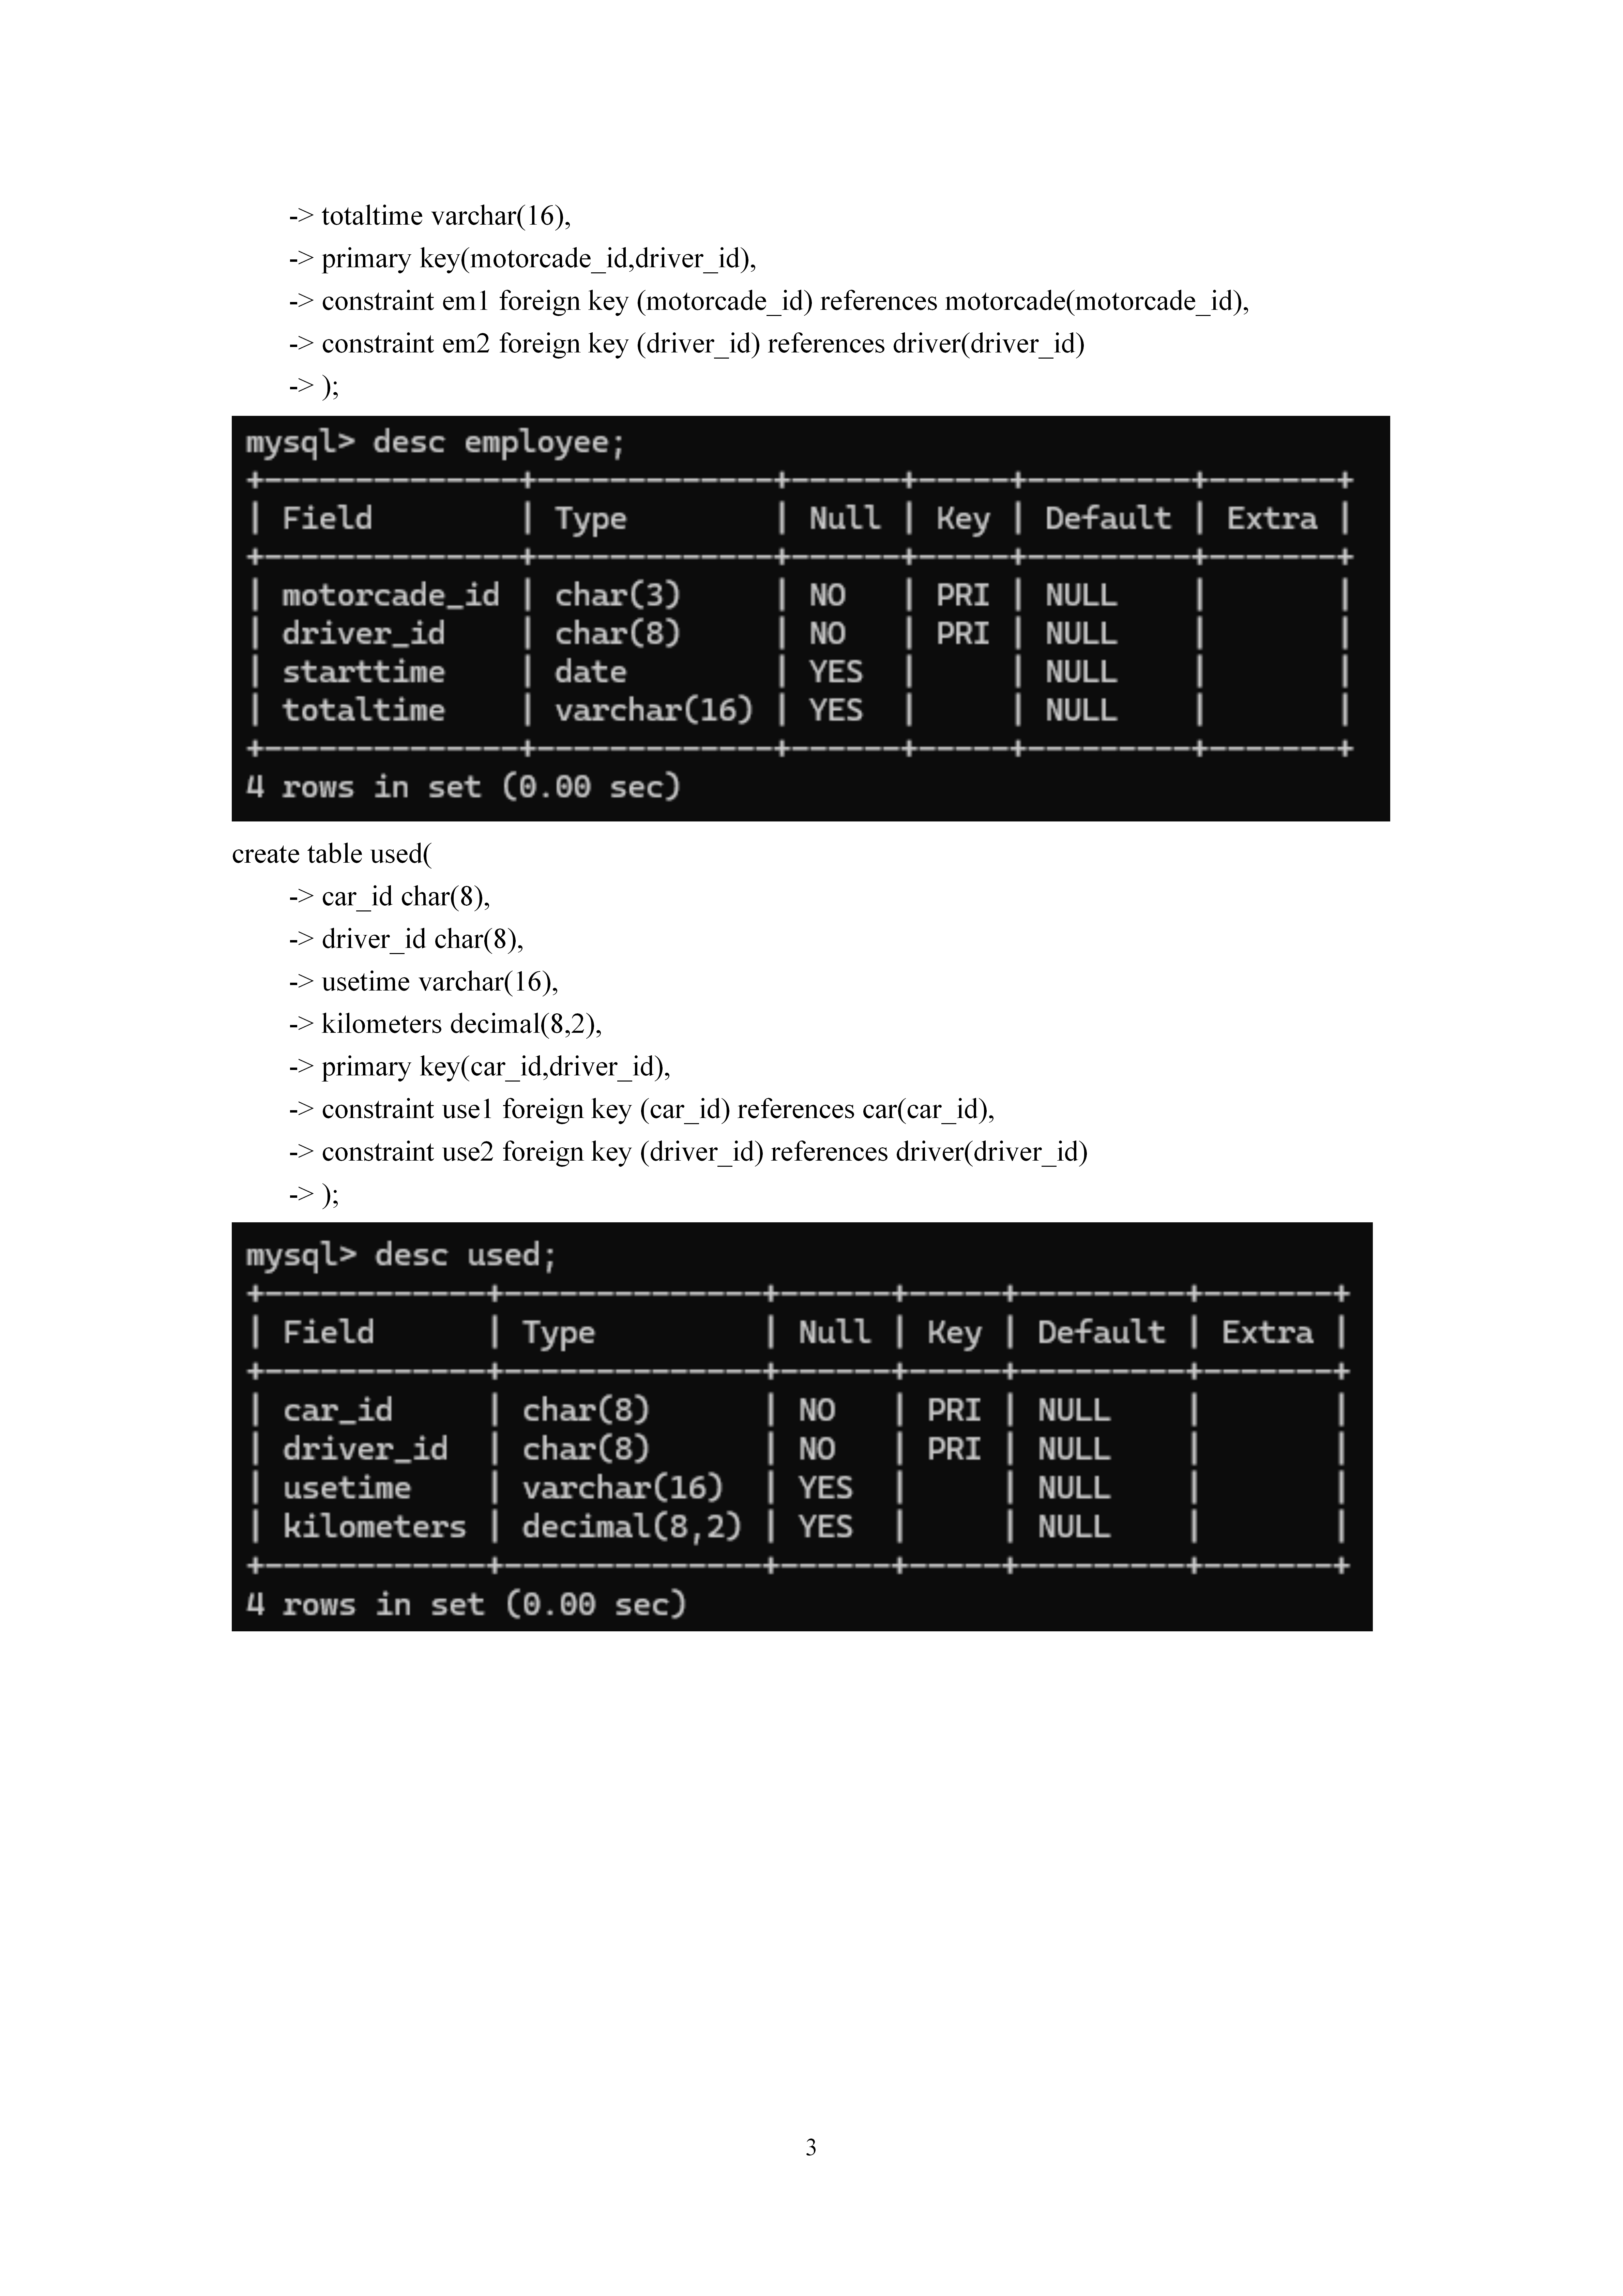 -> totaltime varchar(16),
-> primary key(motorcade_id,driver_id),
-> constraint em1 foreign key (motorcade_id) references motorcade(motorcade_id),
-> constraint em2 foreign key (driver_id) references driver(driver_id)
-> );
mysql> desc employee;
+--------------+-------------+------+-----+---------+-------+
| Field        | Type        | Null | Key | Default | Extra |
+--------------+-------------+------+-----+---------+-------+
| motorcade_id | char(3)     | NO   | PRI | NULL    |       |
| driver_id    | char(8)     | NO   | PRI | NULL    |       |
| starttime    | date        | YES  |     | NULL    |       |
| totaltime    | varchar(16) | YES  |     | NULL    |       |
+--------------+-------------+------+-----+---------+-------+
4 rows in set (0.00 sec)
create table used(
-> car_id char(8),
-> driver_id char(8),
-> usetime varchar(16),
-> kilometers decimal(8,2),
-> primary key(car_id,driver_id),
-> constraint use1 foreign key (car_id) references car(car_id),
-> constraint use2 foreign key (driver_id) references driver(driver_id)
-> );
mysql> desc used;
+------------+--------------+------+-----+---------+-------+
| Field      | Type         | Null | Key | Default | Extra |
+------------+--------------+------+-----+---------+-------+
| car_id     | char(8)      | NO   | PRI | NULL    |       |
| driver_id  | char(8)      | NO   | PRI | NULL    |       |
| usetime    | varchar(16)  | YES  |     | NULL    |       |
| kilometers | decimal(8,2) | YES  |     | NULL    |       |
+------------+--------------+------+-----+---------+-------+
4 rows in set (0.00 sec)
3